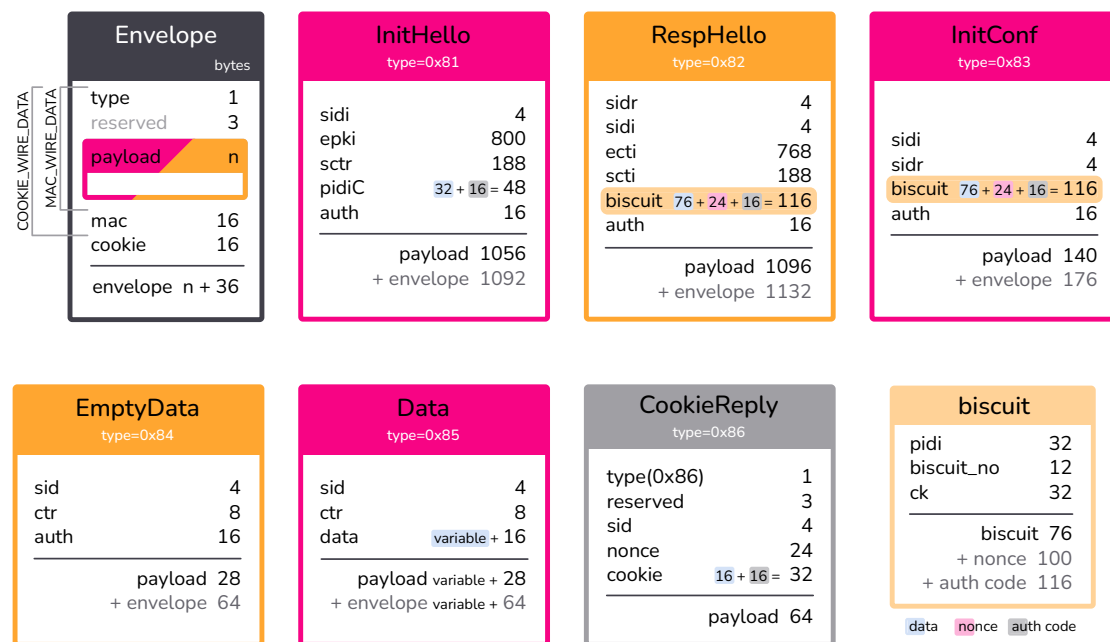 Envelope
bytes
COOKIE_WIRE_DATA
MAC_WIRE_DATA
type 1
reserved 3
payload n
mac 16
cookie 16
envelope n + 36
InitHello
type=0x81
sidi 4
epki 800
sctr 188
pidiC 32 + 16 = 48
auth 16
payload 1056
+ envelope 1092
RespHello
type=0x82
sidr 4
sidi 4
ecti 768
scti 188
biscuit 76 + 24 + 16 = 116
auth 16
payload 1096
+ envelope 1132
InitConf
type=0x83
sidi 4
sidr 4
biscuit 76 + 24 + 16 = 116
auth 16
payload 140
+ envelope 176
EmptyData
type=0x84
sid 4
ctr 8
auth 16
payload 28
+ envelope 64
Data
type=0x85
sid 4
ctr 8
data variable + 16
payload variable + 28
+ envelope variable + 64
CookieReply
type=0x86
type(0x86) 1
reserved 3
sid 4
nonce 24
cookie 16 + 16 = 32
payload 64
biscuit
pidi 32
biscuit_no 12
ck 32
biscuit 76
+ nonce 100
+ auth code 116
data nonce auth code